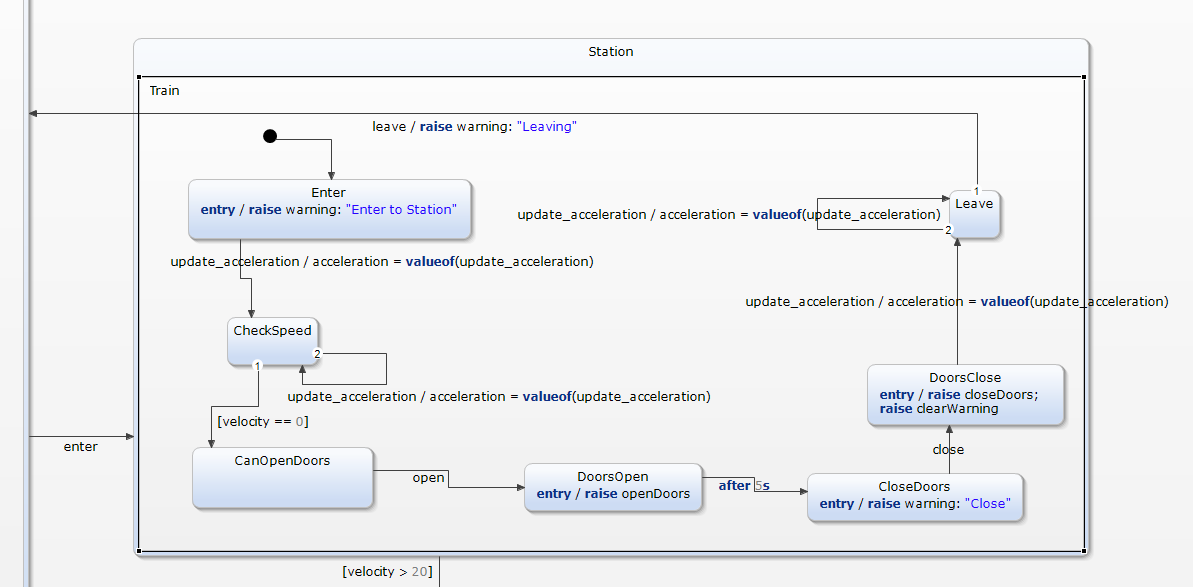 Station
Train
leave / raise warning: "Leaving"
Enter
entry / raise warning: "Enter to Station"
1
Leave
update_acceleration / acceleration = valueof(update_acceleration)
2
update_acceleration / acceleration = valueof(update_acceleration)
update_acceleration / acceleration = valueof(update_acceleration)
CheckSpeed
2
1
DoorsClose
entry / raise closeDoors;
raise clearWarning
update_acceleration / acceleration = valueof(update_acceleration)
[velocity == 0]
enter
close
CanOpenDoors
open
DoorsOpen
entry / raise openDoors
after 5s
CloseDoors
entry / raise warning: "Close"
[velocity > 20]